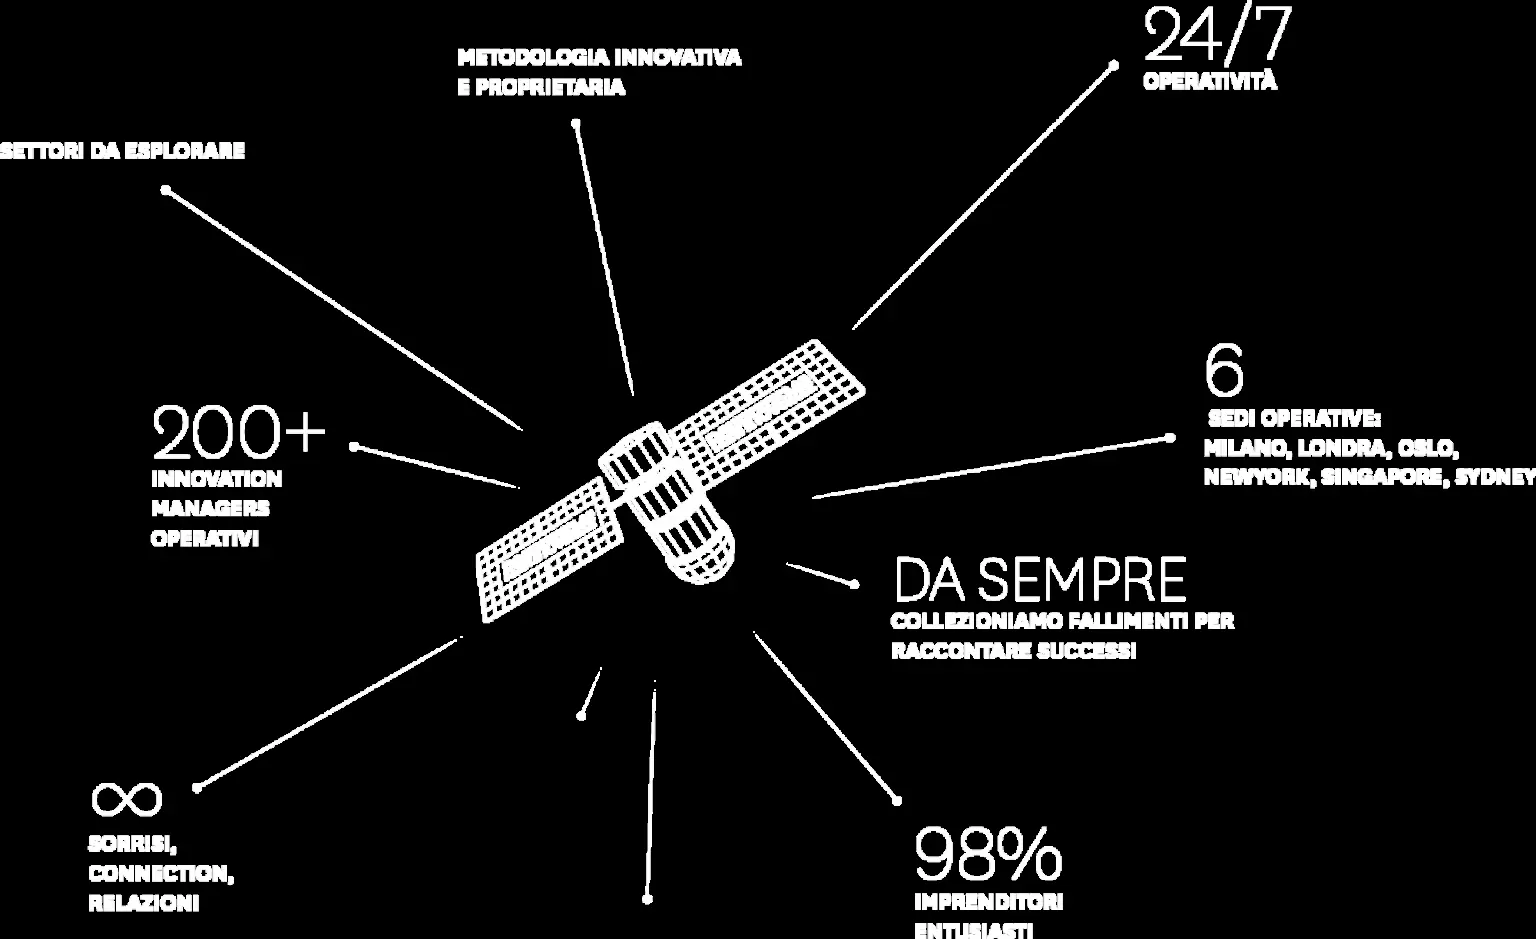 24/7
OPERATIVITÀ
METODOLOGIA INNOVATIVA
E PROPRIETARIA
SETTORI DA ESPLORARE
6
SEDI OPERATIVE:
MILANO, LONDRA, OSLO,
NEWYORK, SINGAPORE, SYDNEY
200+
INNOVATION
MANAGERS
OPERATIVI
DA SEMPRE
COLLEZIONIAMO FALLIMENTI PER
RACCONTARE SUCCESSI
∞
SORRISI,
CONNECTION,
RELAZIONI
98%
IMPRENDITORI
ENTUSIASTI